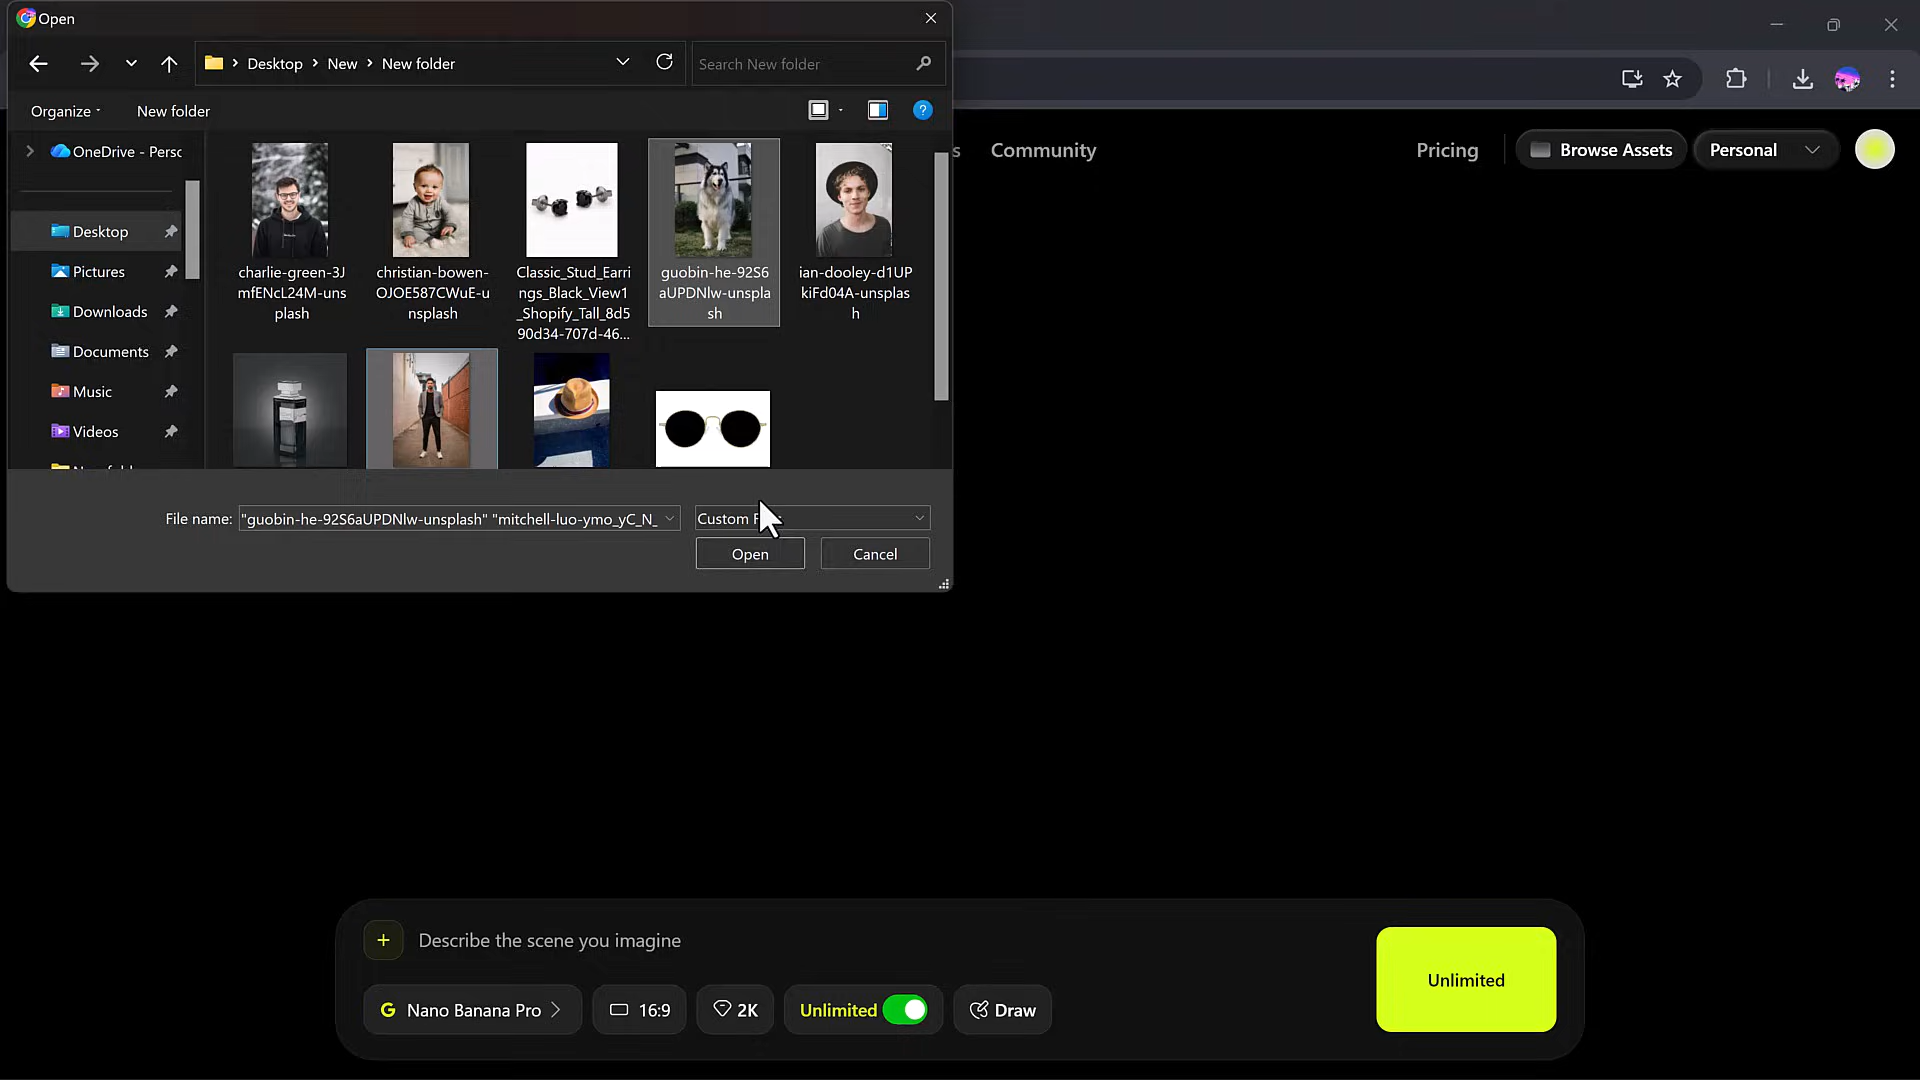 Open
Desktop > New > New folder
Search New folder
Organize
New folder
OneDrive - Persc
Desktop
Pictures
Downloads
Documents
Music
Videos
charlie-green-3J
mfENcL24M-uns
plash
christian-bowen-
OJOE587CWuE-u
nsplash
Classic_Stud_Earri
ngs_Black_View1
_Shopify_Tall_8d5
90d34-707d-46...
guobin-he-92S6
aUPDNlw-unspla
sh
ian-dooley-d1UP
kiFd04A-unsplas
h
File name:
"guobin-he-92S6aUPDNlw-unsplash" "mitchell-luo-ymo_yC_N_
Custom F
Open
Cancel
s
Community
Pricing
Browse Assets
Personal
Describe the scene you imagine
G Nano Banana Pro >
16:9
2K
Unlimited
Draw
Unlimited